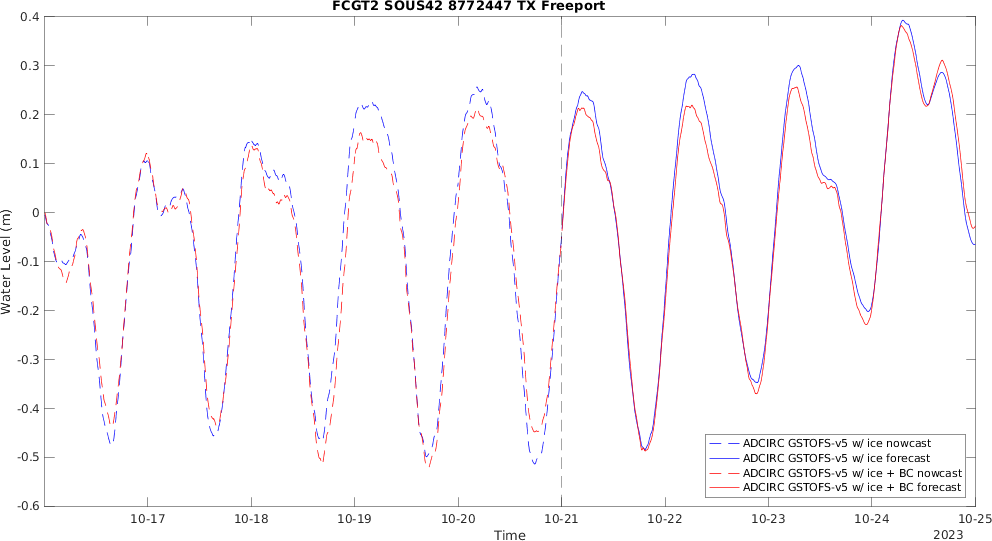 FCGT2 SOUS42 8772447 TX Freeport
0.4
0.3
0.2
0.1
0
-0.1
-0.2
-0.3
-0.4
-0.5
-0.6
Water Level (m)
ADCIRC GSTOFS-v5 w/ ice nowcast
ADCIRC GSTOFS-v5 w/ ice forecast
ADCIRC GSTOFS-v5 w/ ice + BC nowcast
ADCIRC GSTOFS-v5 w/ ice + BC forecast
10-17 10-18 10-19 10-20 10-21 10-22 10-23 10-24 10-25
Time
2023